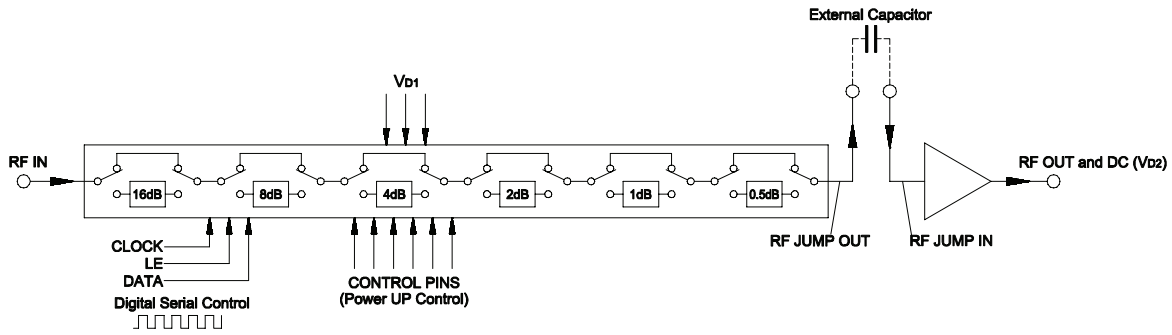 External Capacitor
VD1
RF IN
RF OUT and DC (VD2)
16dB
8dB
4dB
2dB
1dB
0.5dB
RF JUMP OUT
RF JUMP IN
CLOCK
LE
DATA
CONTROL PINS
(Power UP Control)
Digital Serial Control